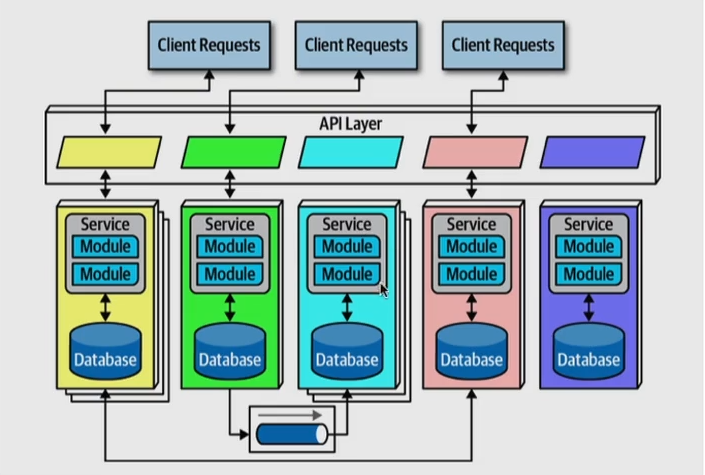 Client Requests
Client Requests
Client Requests
API Layer
Service
Module
Module
Database
Service
Module
Module
Database
Service
Module
Module
Database
Service
Module
Module
Database
Service
Module
Module
Database